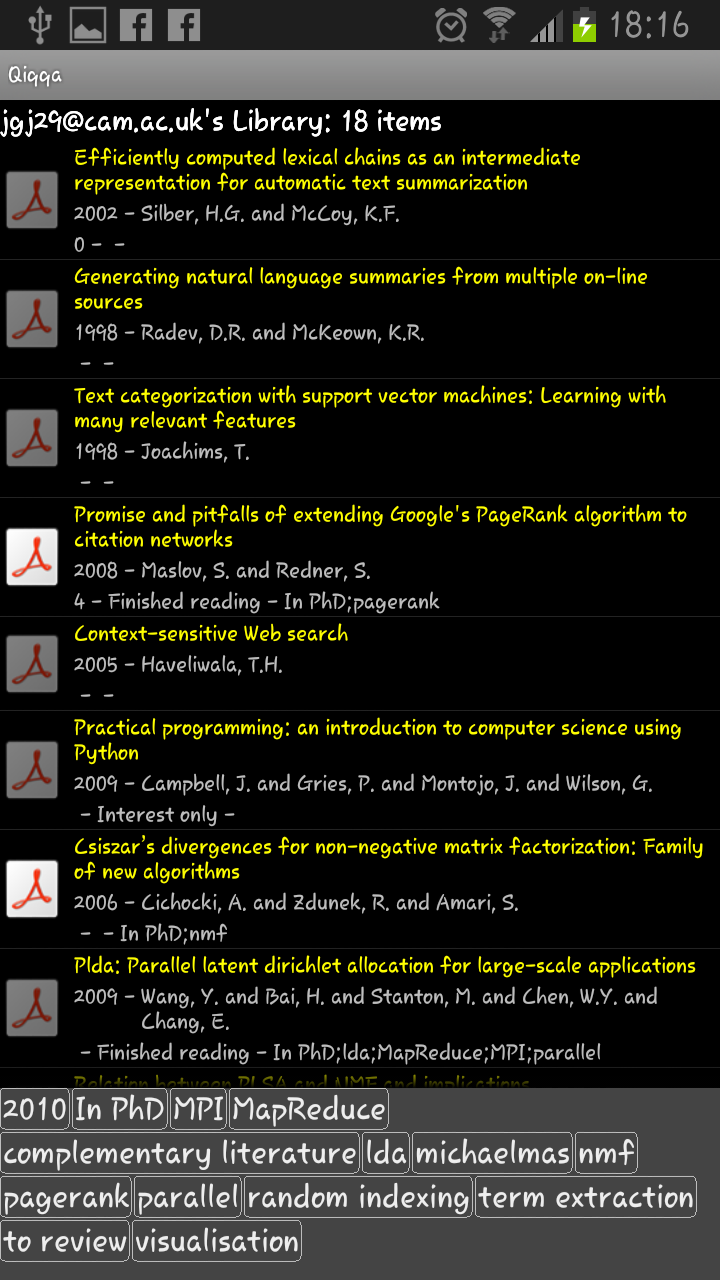 18:16
Qiqqa
jgj29@cam.ac.uk's Library: 18 items
Efficiently computed lexical chains as an intermediate
representation for automatic text summarization
2002 - Silber, H.G. and McCoy, K.F.
0 - -
Generating natural language summaries from multiple on-line
sources
1998 - Radev, D.R. and McKeown, K.R.
- -
Text categorization with support vector machines: Learning with
many relevant features
1998 - Joachims, T.
- -
Promise and pitfalls of extending Google's PageRank algorithm to
citation networks
2008 - Maslov, S. and Redner, S.
4 - Finished reading - In PhD;pagerank
Context-sensitive Web search
2005 - Haveliwala, T.H.
- -
Practical programming: an introduction to computer science using
Python
2009 - Campbell, J. and Gries, P. and Montojo, J. and Wilson, G.
- Interest only -
Csiszar’s divergences for non-negative matrix factorization: Family
of new algorithms
2006 - Cichocki, A. and Zdunek, R. and Amari, S.
- - In PhD;nmf
Plda: Parallel latent dirichlet allocation for large-scale applications
2009 - Wang, Y. and Bai, H. and Stanton, M. and Chen, W.Y. and
Chang, E.
- Finished reading - In PhD;lda;MapReduce;MPI;parallel
Relation between PLSA and NMF and implications
2010 In PhD MPI MapReduce
complementary literature lda michaelmas nmf
pagerank parallel random indexing term extraction
to review visualisation